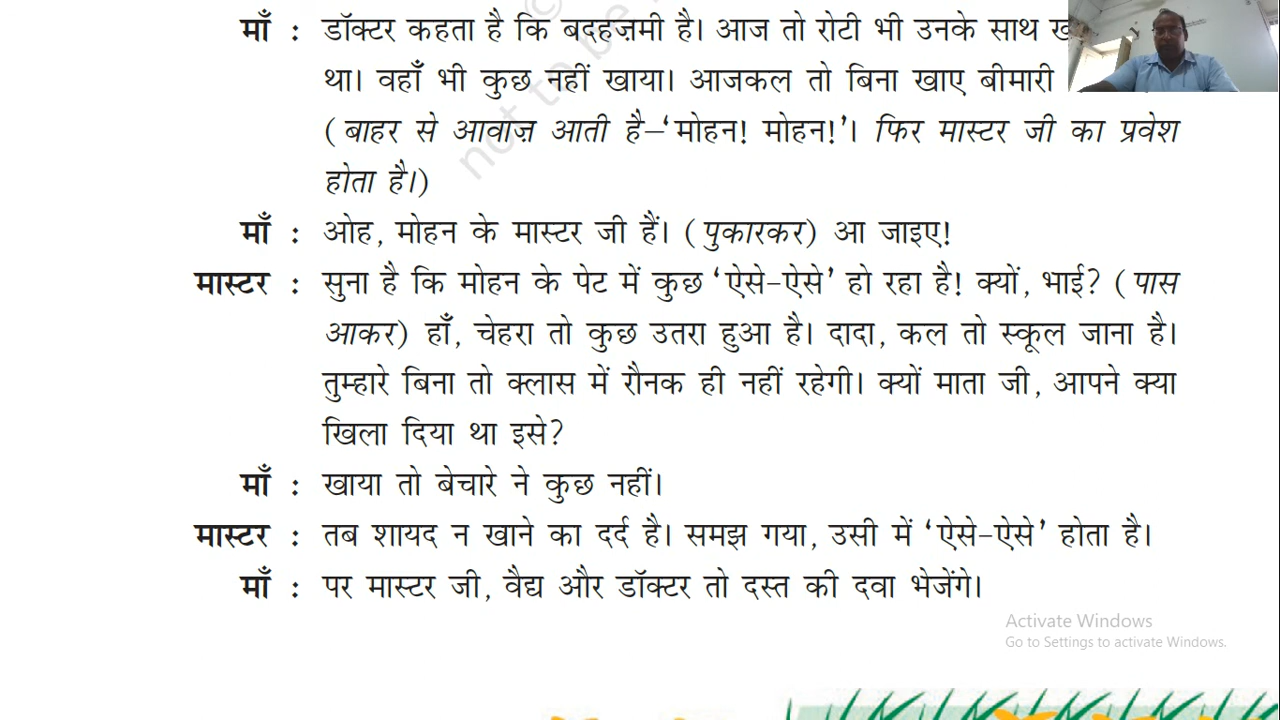 माँ : डॉक्टर कहता है कि बदहज़मी है। आज तो रोटी भी उनके साथ
था। वहाँ भी कुछ नहीं खाया। आजकल तो बिना खाए बीमारी
(बाहर से आवाज़ आती है–‘मोहन! मोहन!’। फिर मास्टर जी का प्रवेश
होता है।)
माँ : ओह, मोहन के मास्टर जी हैं। (पुकारकर) आ जाइए!
मास्टर : सुना है कि मोहन के पेट में कुछ ‘ऐसे-ऐसे’ हो रहा है! क्यों, भाई? (पास
आकर) हाँ, चेहरा तो कुछ उतरा हुआ है। दादा, कल तो स्कूल जाना है।
तुम्हारे बिना तो क्लास में रौनक ही नहीं रहेगी। क्यों माता जी, आपने क्या
खिला दिया था इसे?
माँ : खाया तो बेचारे ने कुछ नहीं।
मास्टर : तब शायद न खाने का दर्द है। समझ गया, उसी में ‘ऐसे-ऐसे’ होता है।
माँ : पर मास्टर जी, वैद्य और डॉक्टर तो दस्त की दवा भेजेंगे।
not to be
Activate Windows
Go to Settings to activate Windows.